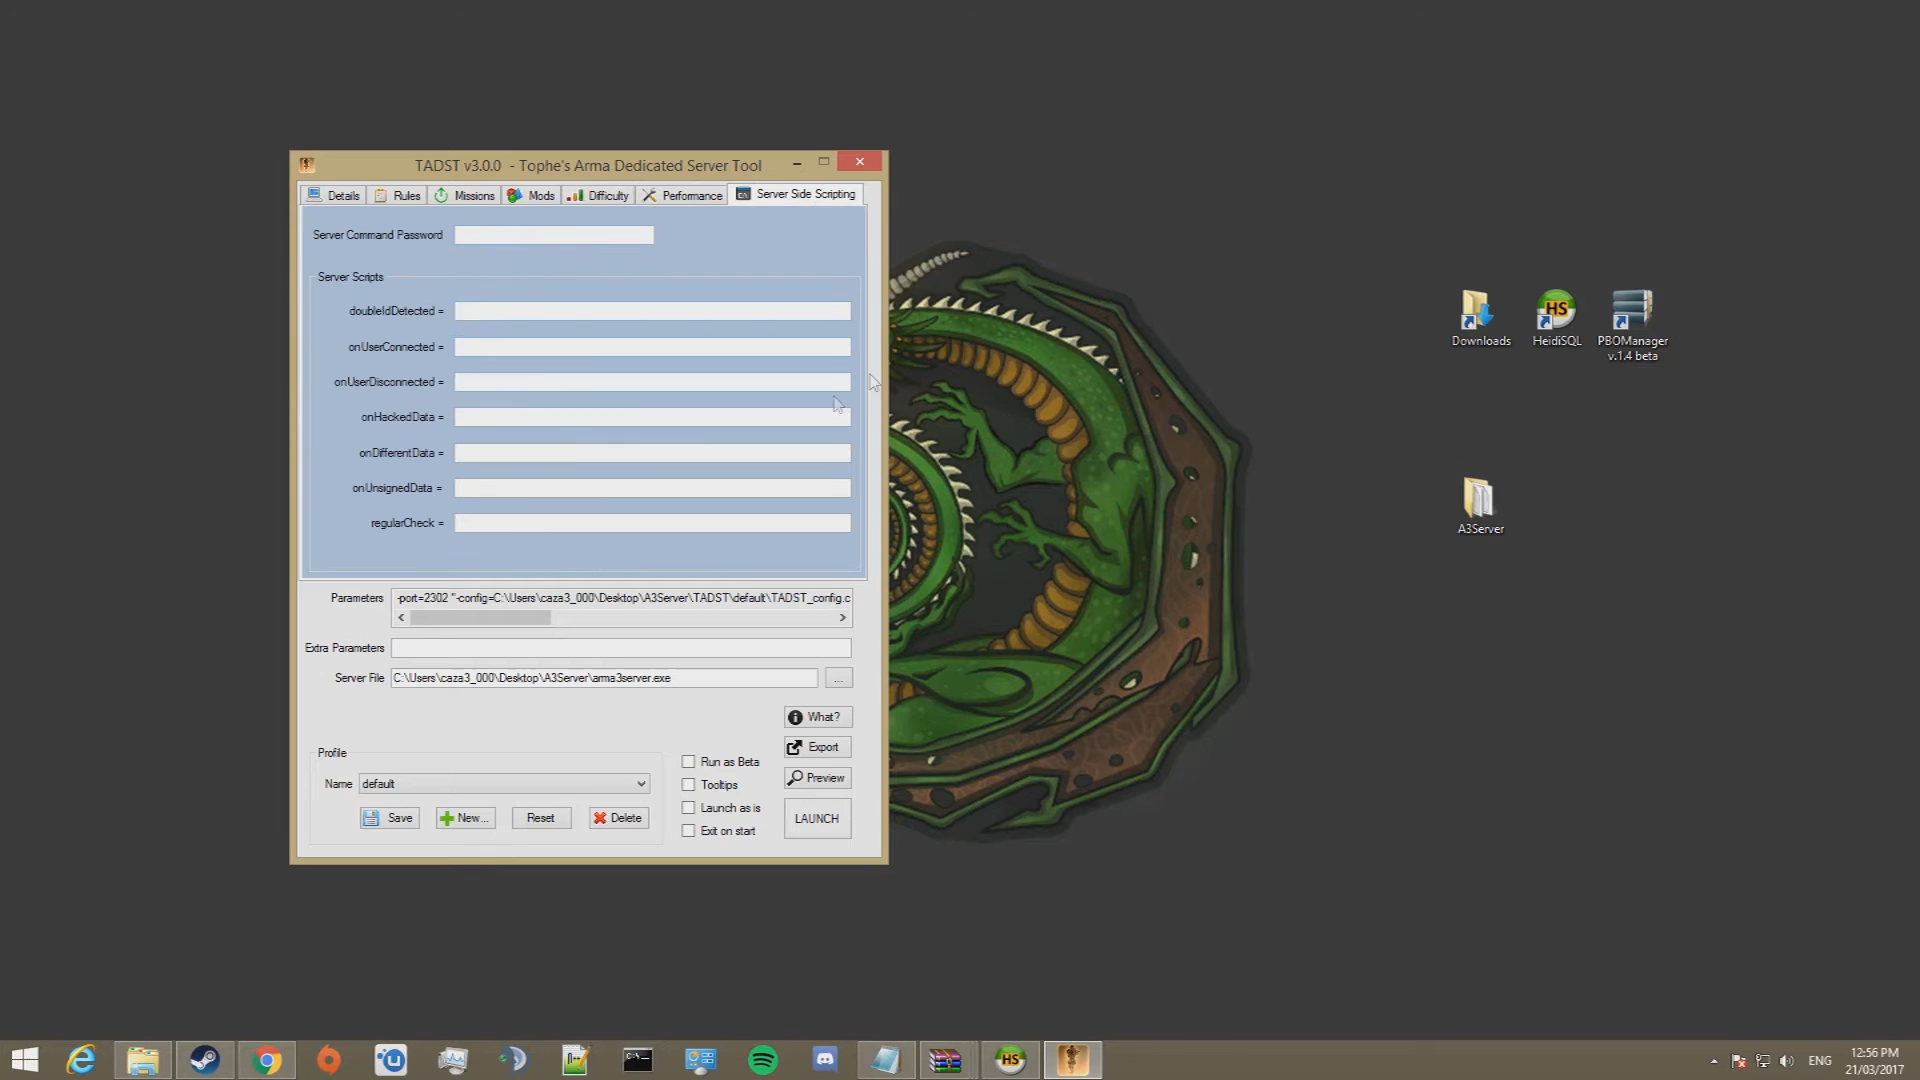 TADST v3.0.0 - Tophe's Arma Dedicated Server Tool
Details Rules Missions Mods Difficulty Performance Server Side Scripting
Server Command Password
Server Scripts
doubleIdDetected =
onUserConnected =
onUserDisconnected =
onHackedData =
onDifferentData =
onUnsignedData =
regularCheck =
Parameters -port=2302 "-config=C:\Users\caza3_000\Desktop\A3Server\TADST\default\TADST_config.c
Extra Parameters
Server File C:\Users\caza3_000\Desktop\A3Server\arma3server.exe ...
What?
Export
Preview
LAUNCH
Profile
Name default
Save New... Reset Delete
Run as Beta
Tooltips
Launch as is
Exit on start
Downloads
HS
HeidiSQL
PBOManager
v.1.4 beta
A3Server
HS
ENG
12:56 PM
21/03/2017